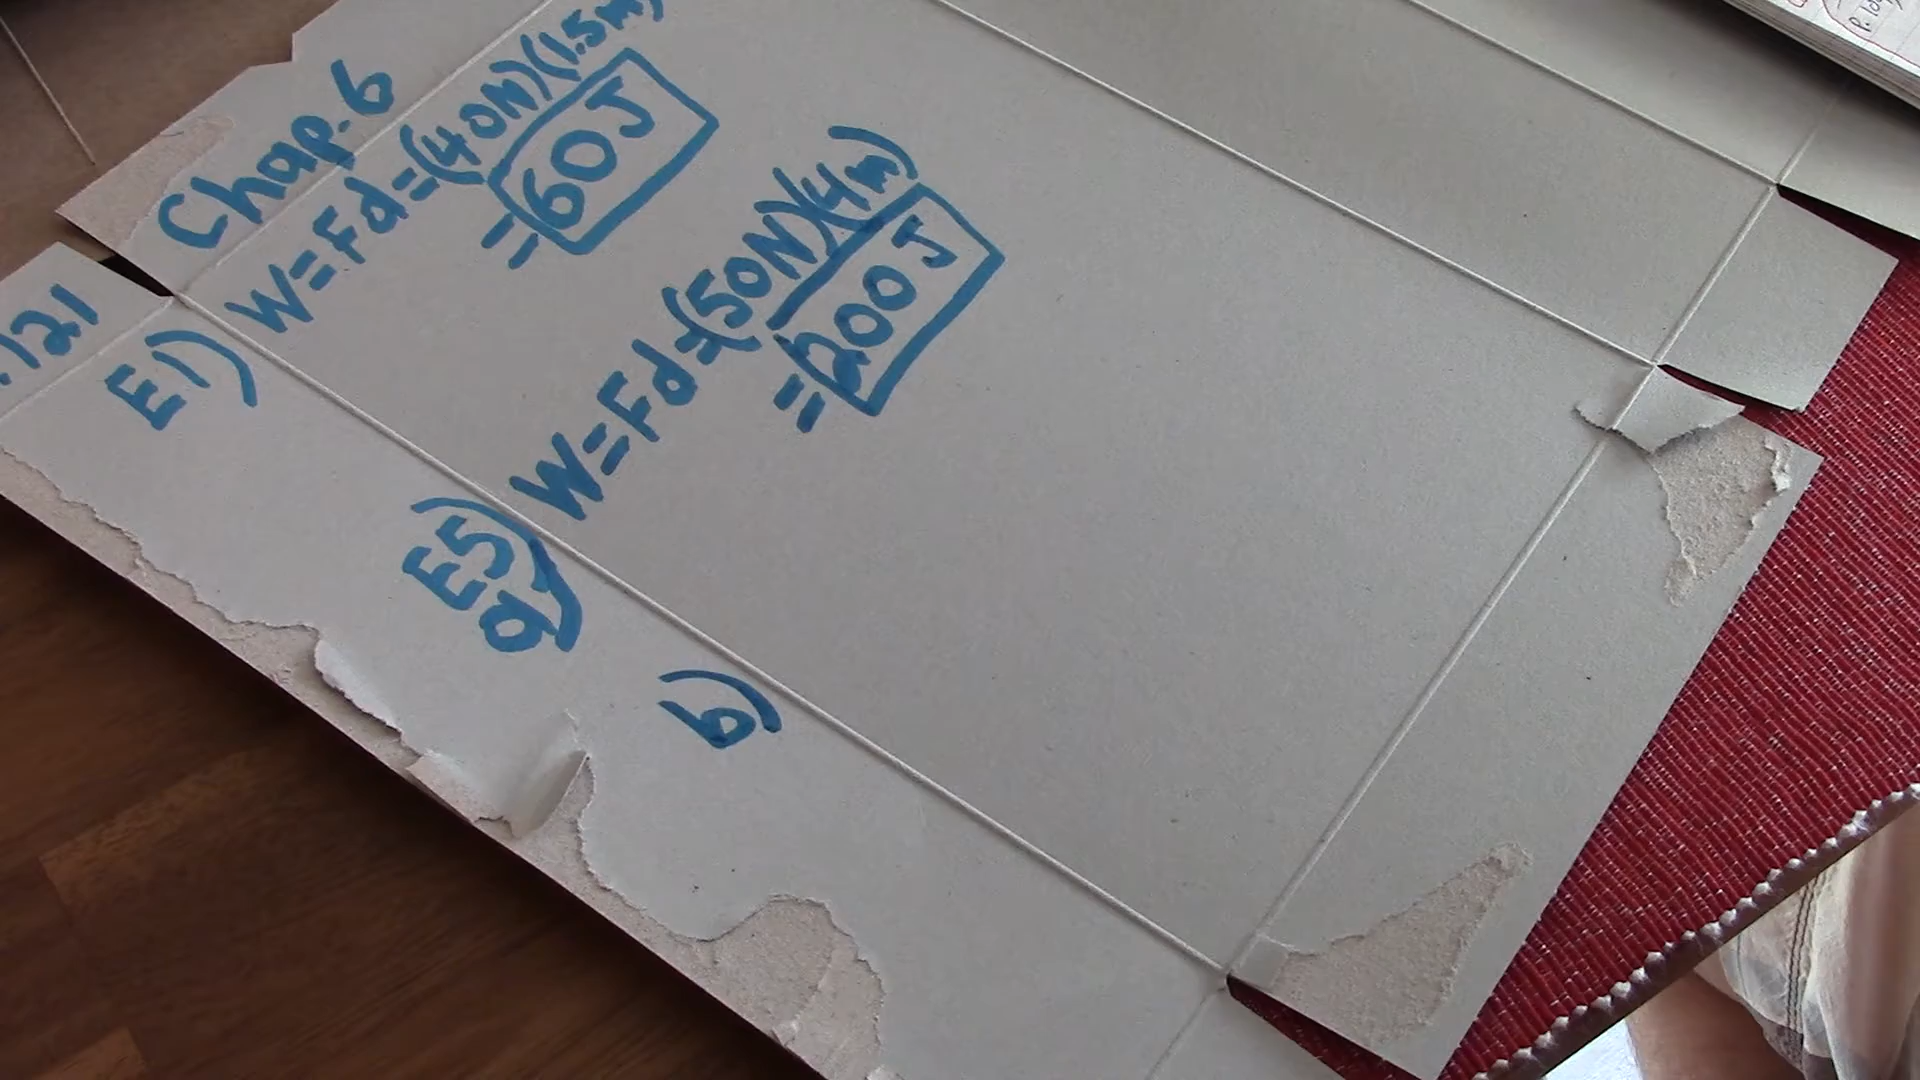 .121
Chap. 6
E1) W=Fd=(40N)(1.5m)
=60J
E5)
a) W=Fd=(50N)(4m)
=200J
b)